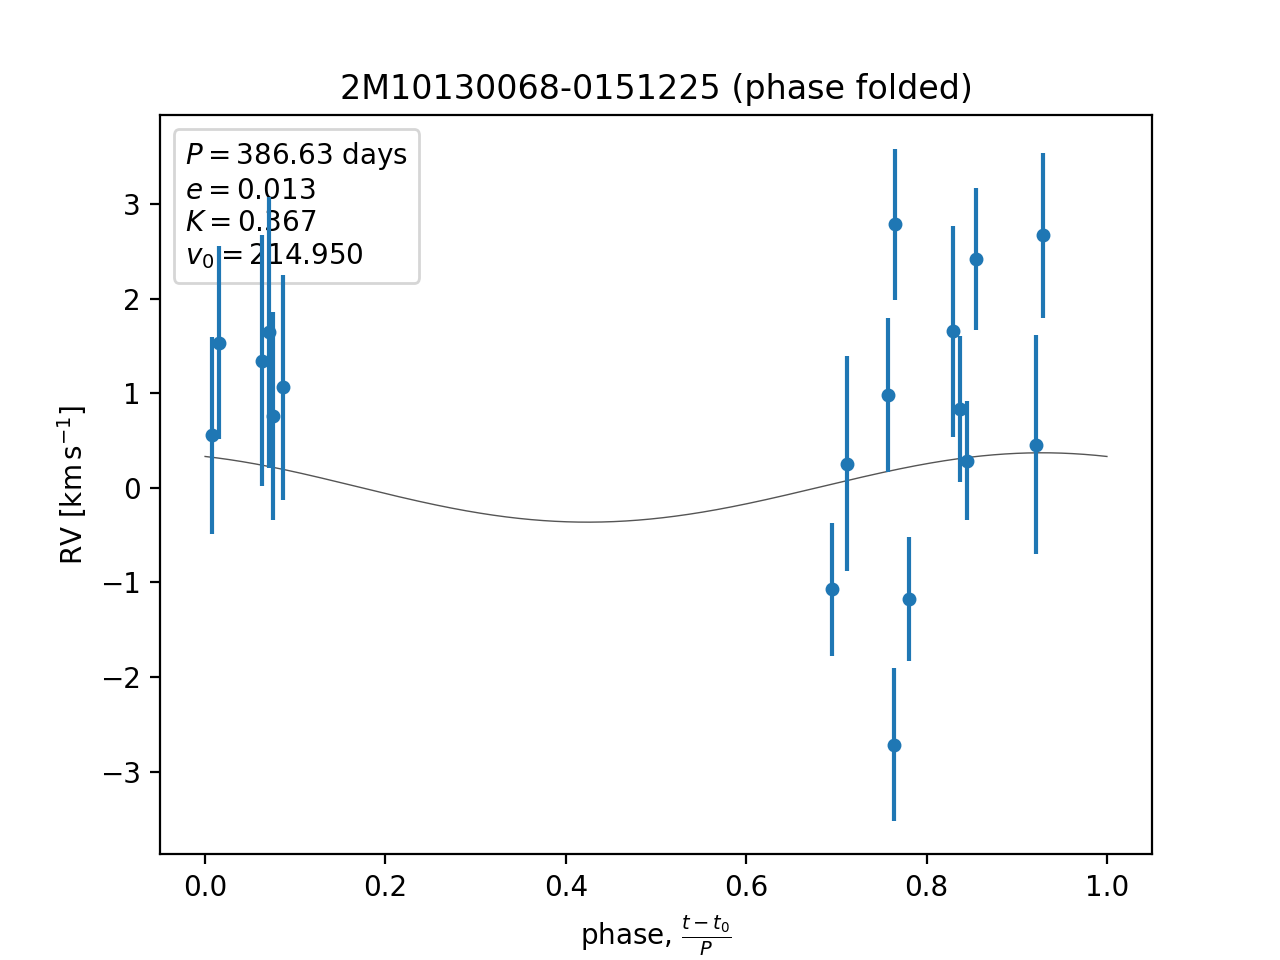 2M10130068-0151225 (phase folded)
P = 386.63 days
e = 0.013
K = 0.367
v₀ = 214.950
3
2
1
0
−1
−2
−3
RV [km s⁻¹]
0.0 0.2 0.4 0.6 0.8 1.0
phase, (t − t₀)/P